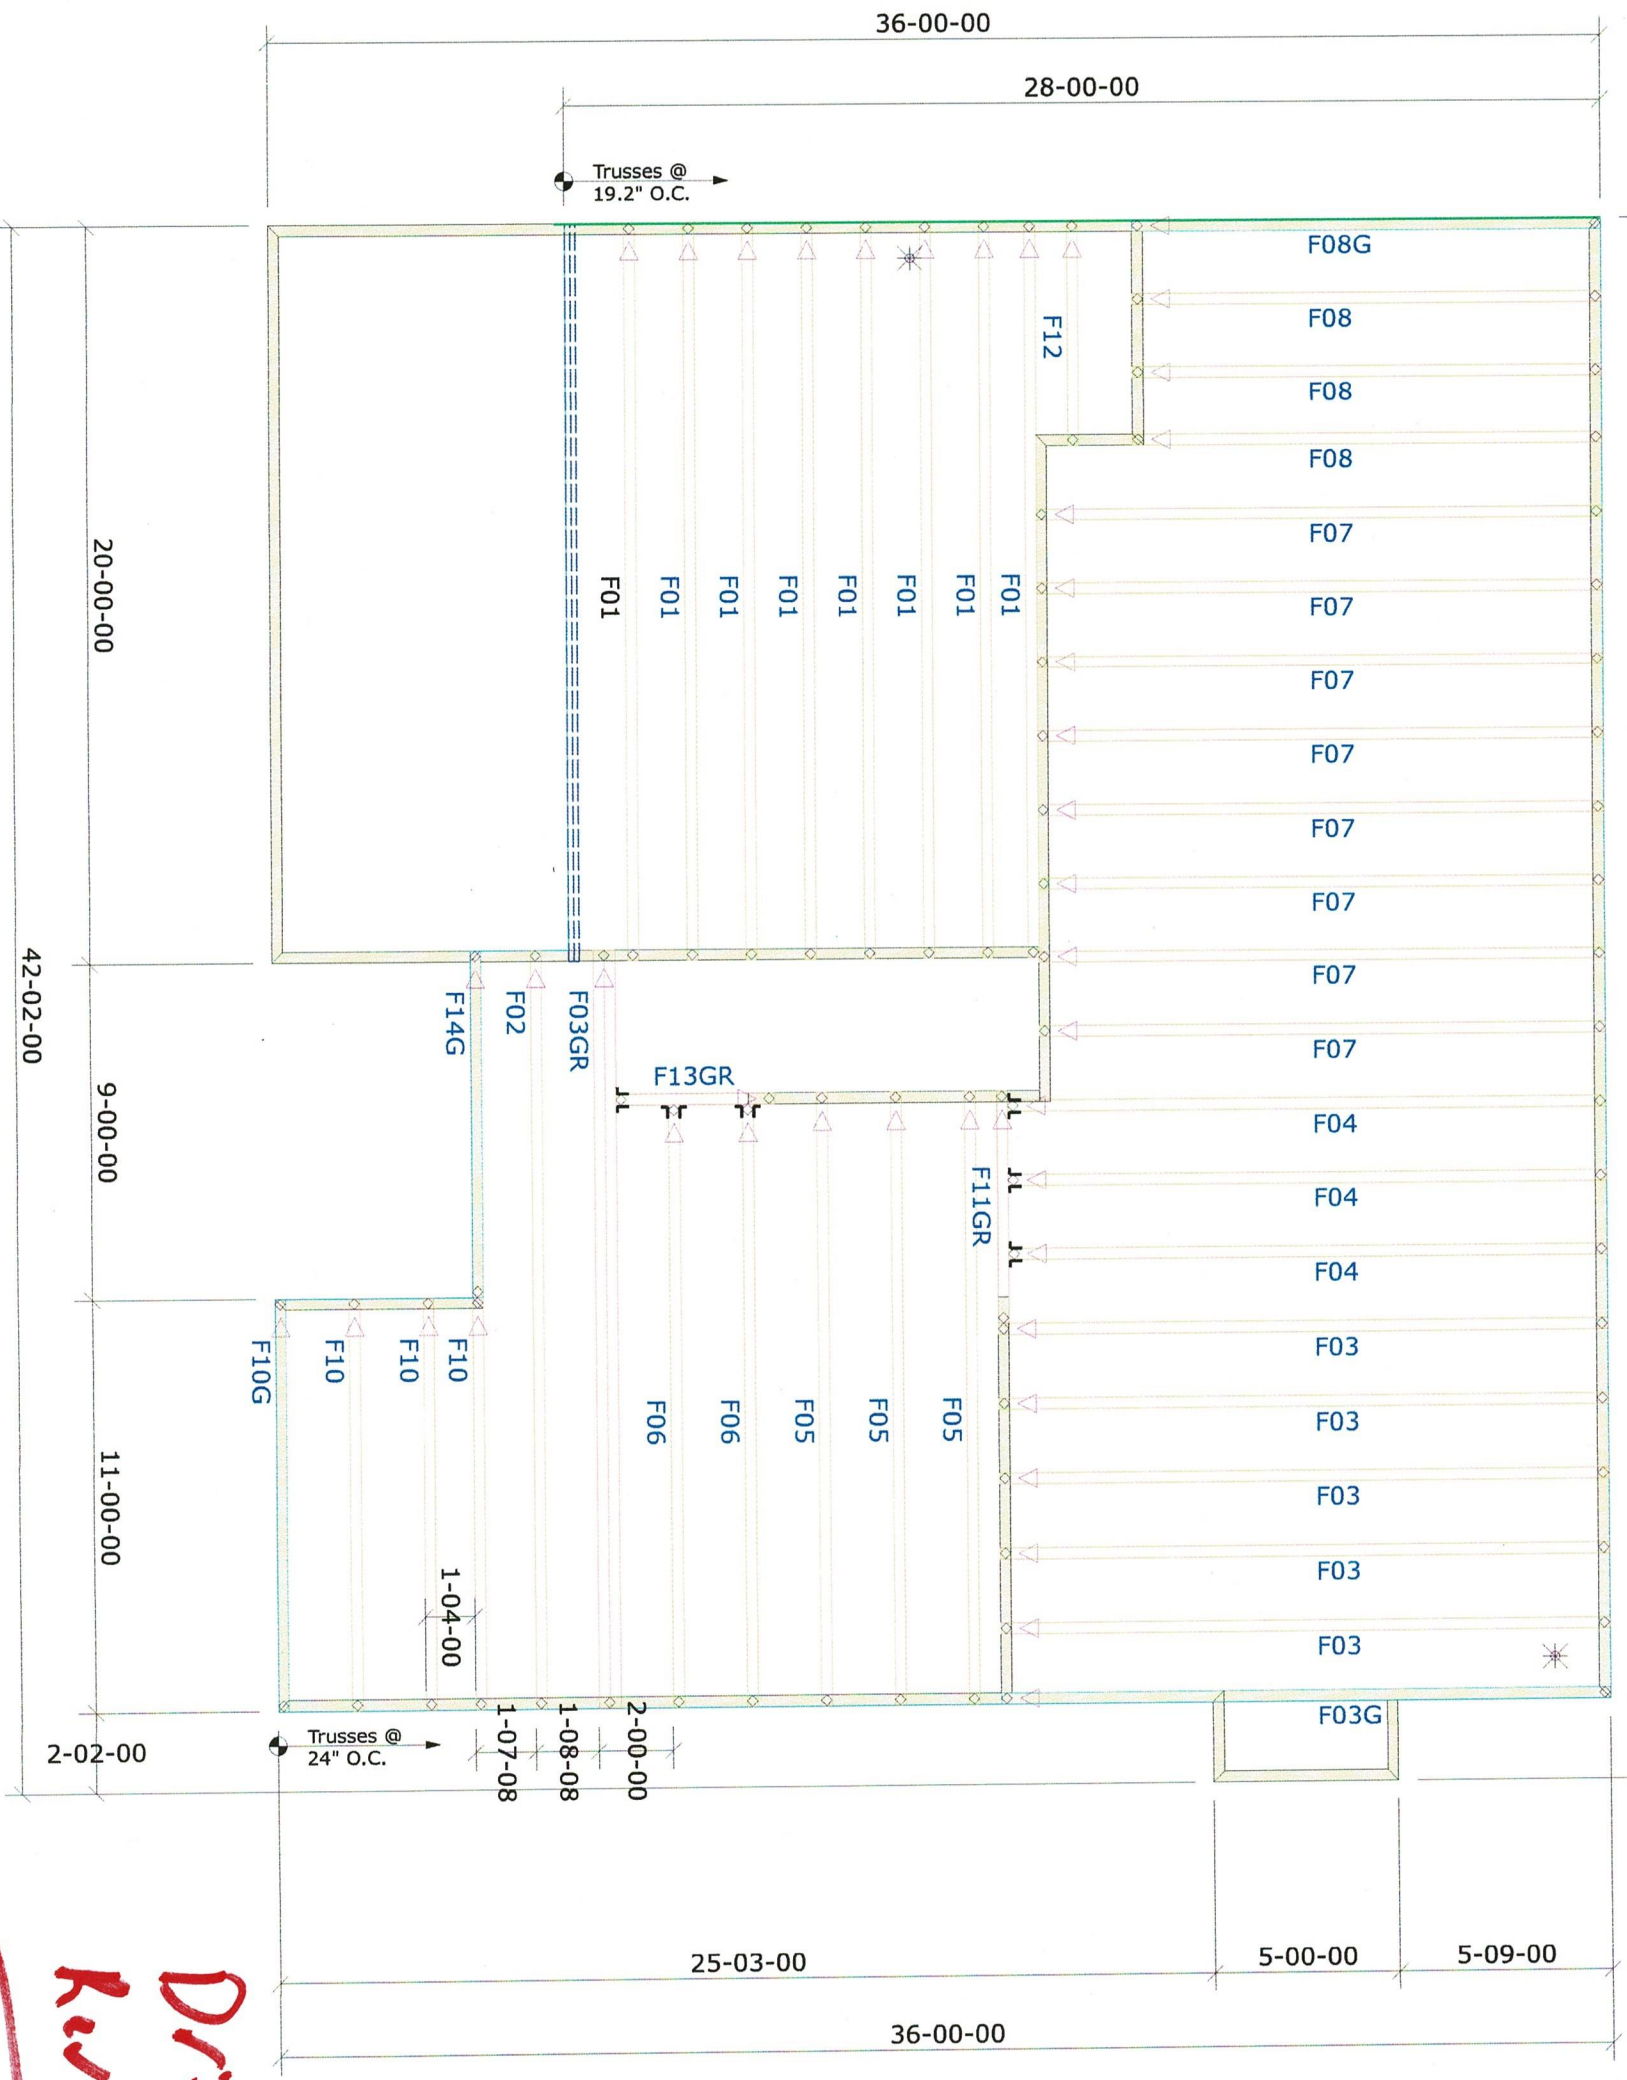 36-00-00
28-00-00
Trusses @
19.2" O.C.
F08G
F08
F12
F08
F08
F07
F01
F01
F01
F01
F01
F01
F01
F01
F07
F07
F07
F07
F07
F07
F07
20-00-00
42-02-00
9-00-00
11-00-00
F14G
F02
F03GR
F13GR
F11GR
F04
F04
F04
F10G
F10
F10
F10
F06
F06
F05
F05
F05
F03
F03
F03
F03
F03
F03G
1-04-00
1-07-08
1-08-08
2-00-00
Trusses @
24" O.C.
2-02-00
25-03-00
5-00-00
5-09-00
36-00-00